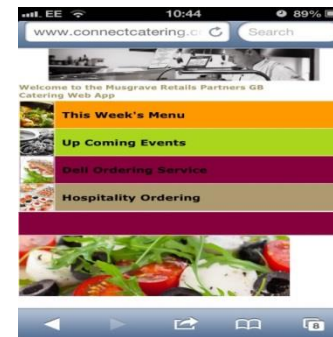 EE 10:44 89%
www.connectcatering.c Search
Welcome to the Musgrave Retails Partners GB
Catering Web App
This Week's Menu
Up Coming Events
Deli Ordering Service
Hospitality Ordering
8